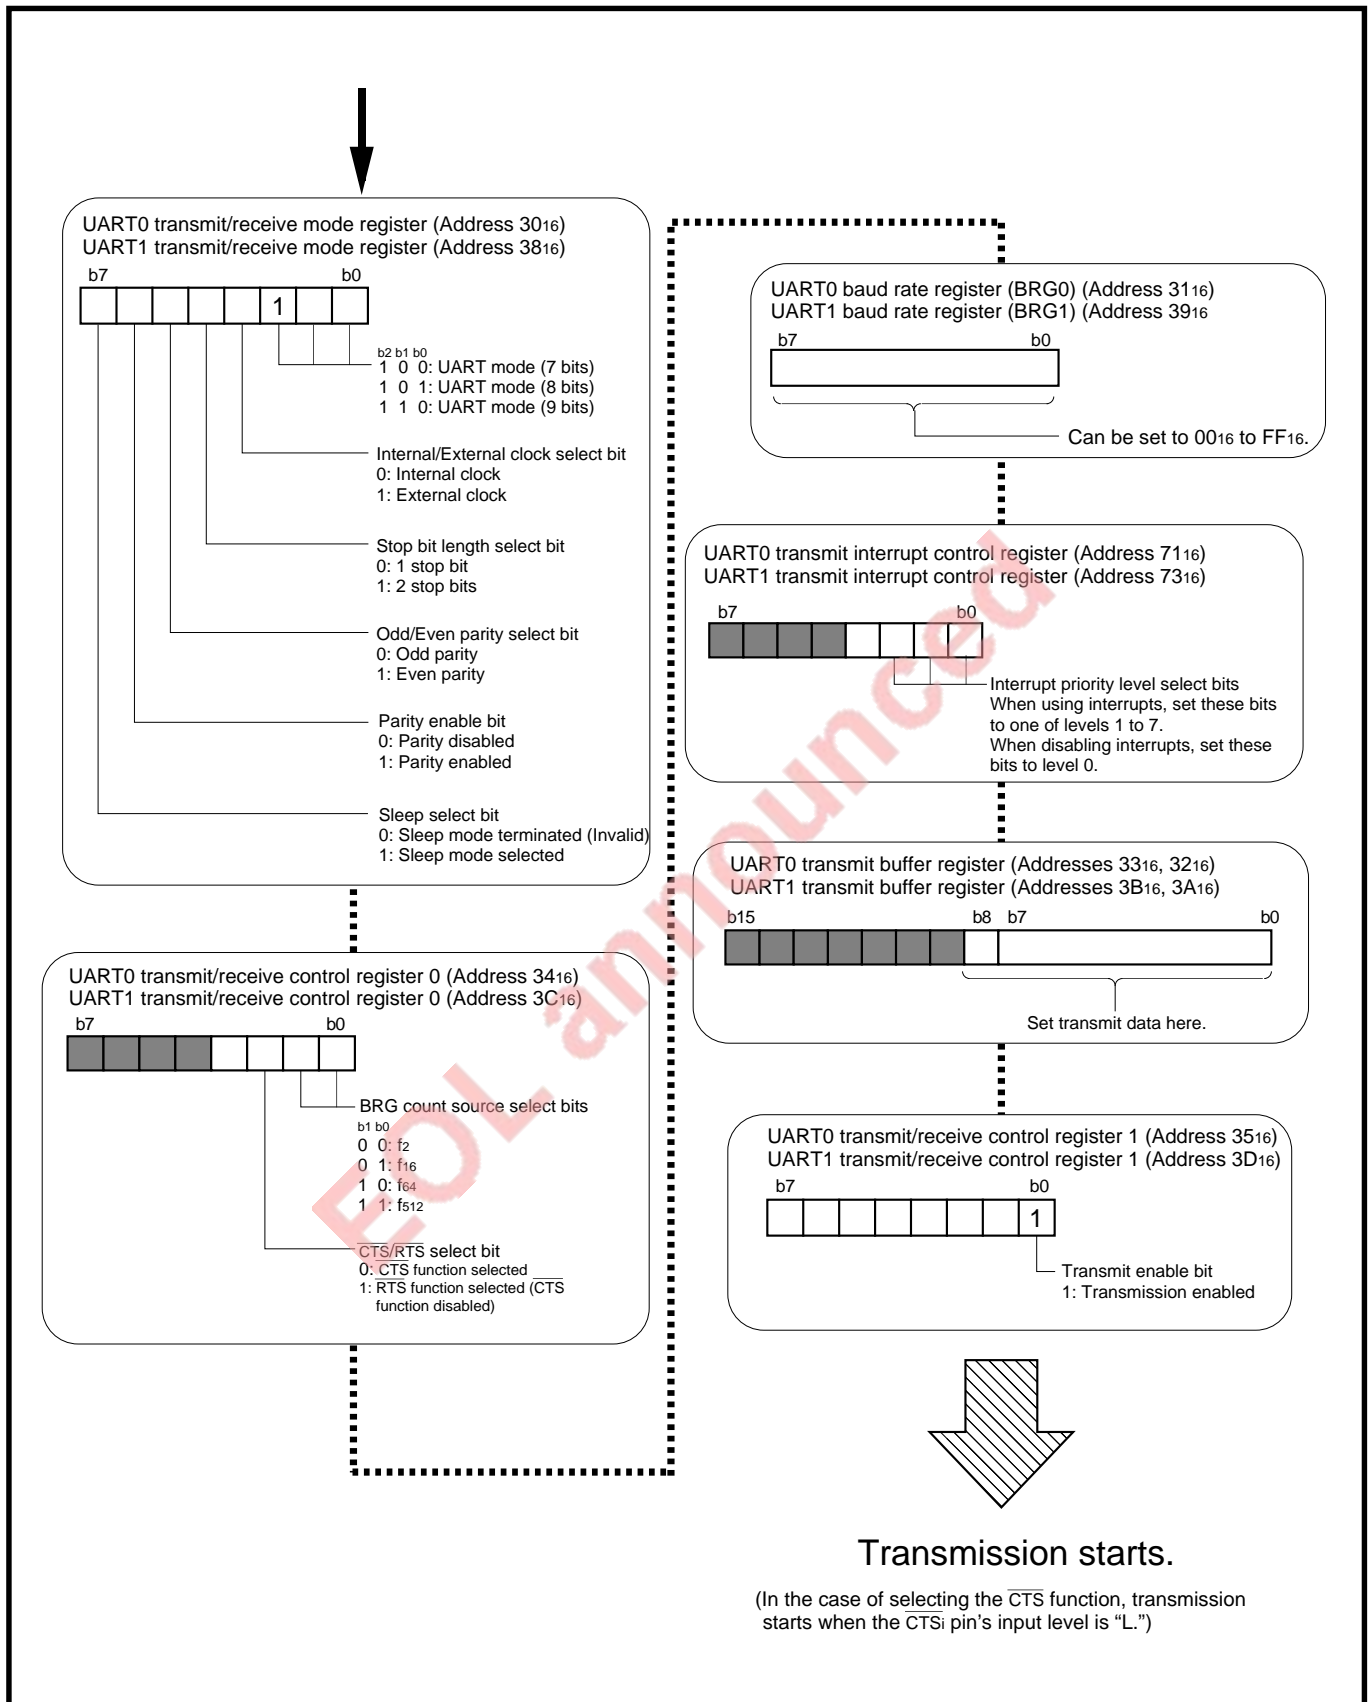 UART0 transmit/receive mode register (Address 3016)
UART1 transmit/receive mode register (Address 3816)
b7 b0
1
b2 b1 b0
1 0 0: UART mode (7 bits)
1 0 1: UART mode (8 bits)
1 1 0: UART mode (9 bits)
Internal/External clock select bit
0: Internal clock
1: External clock
Stop bit length select bit
0: 1 stop bit
1: 2 stop bits
Odd/Even parity select bit
0: Odd parity
1: Even parity
Parity enable bit
0: Parity disabled
1: Parity enabled
Sleep select bit
0: Sleep mode terminated (Invalid)
1: Sleep mode selected
UART0 transmit/receive control register 0 (Address 3416)
UART1 transmit/receive control register 0 (Address 3C16)
b7 b0
BRG count source select bits
b1 b0
0 0: f2
0 1: f16
1 0: f64
1 1: f512
CTS/RTS select bit
0: CTS function selected
1: RTS function selected (CTS
function disabled)
UART0 baud rate register (BRG0) (Address 3116)
UART1 baud rate register (BRG1) (Address 3916
b7 b0
Can be set to 0016 to FF16.
UART0 transmit interrupt control register (Address 7116)
UART1 transmit interrupt control register (Address 7316)
b7 b0
Interrupt priority level select bits
When using interrupts, set these bits
to one of levels 1 to 7.
When disabling interrupts, set these
bits to level 0.
UART0 transmit buffer register (Addresses 3316, 3216)
UART1 transmit buffer register (Addresses 3B16, 3A16)
b15 b8 b7 b0
Set transmit data here.
UART0 transmit/receive control register 1 (Address 3516)
UART1 transmit/receive control register 1 (Address 3D16)
b7 b0
1
Transmit enable bit
1: Transmission enabled
Transmission starts.
(In the case of selecting the CTS function, transmission
starts when the CTSi pin’s input level is “L.”)
EOL announced